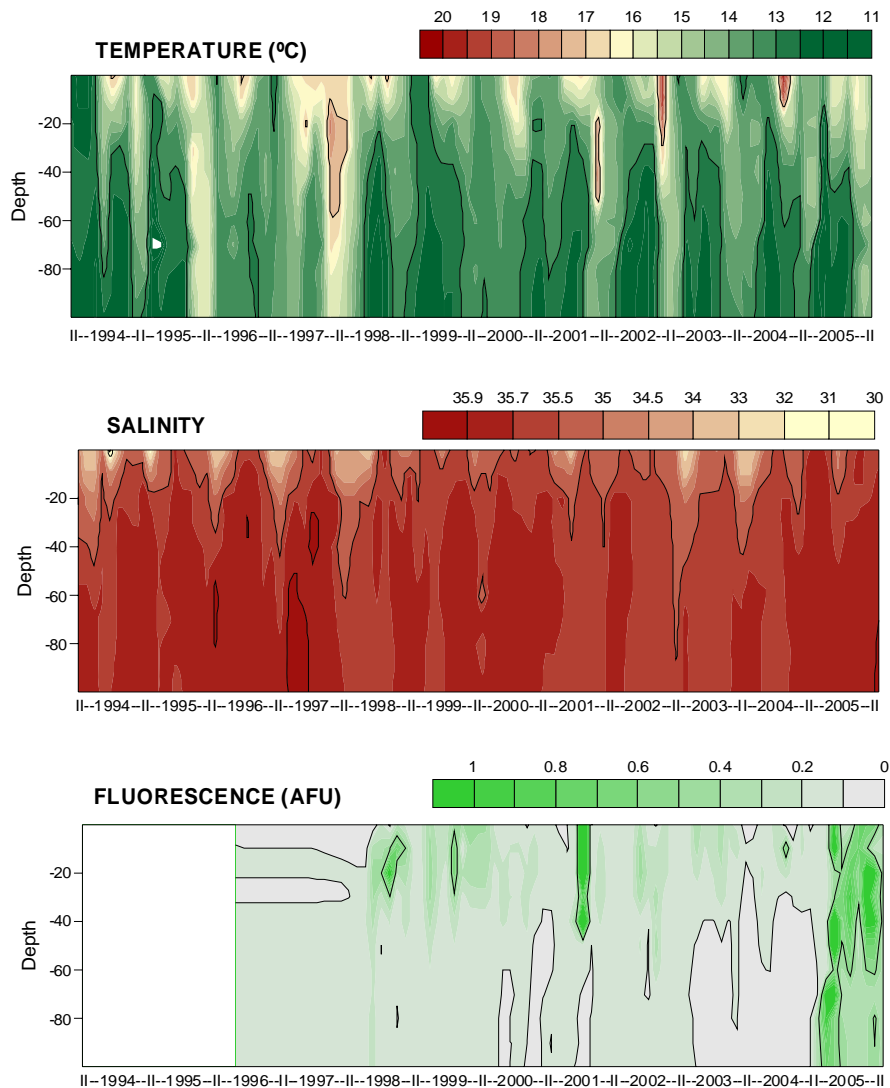 20 19 18 17 16 15 14 13 12 11
TEMPERATURE (ºC)
-20
-40
-60
-80
Depth
II--1994--II--1995--II--1996--II--1997--II--1998--II--1999--II--2000--II--2001--II--2002--II--2003--II--2004--II--2005--II
35.9 35.7 35.5 35 34.5 34 33 32 31 30
SALINITY
-20
-40
-60
-80
Depth
II--1994--II--1995--II--1996--II--1997--II--1998--II--1999--II--2000--II--2001--II--2002--II--2003--II--2004--II--2005--II
1 0.8 0.6 0.4 0.2 0
FLUORESCENCE (AFU)
-20
-40
-60
-80
Depth
II--1994--II--1995--II--1996--II--1997--II--1998--II--1999--II--2000--II--2001--II--2002--II--2003--II--2004--II--2005--II